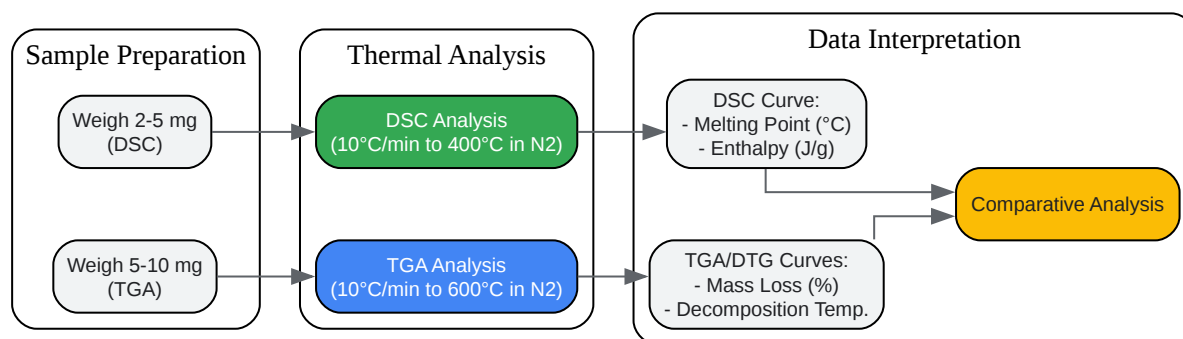 Sample Preparation
Weigh 2-5 mg
(DSC)
Weigh 5-10 mg
(TGA)
Thermal Analysis
DSC Analysis
(10°C/min to 400°C in N2)
TGA Analysis
(10°C/min to 600°C in N2)
Data Interpretation
DSC Curve:
- Melting Point (°C)
- Enthalpy (J/g)
TGA/DTG Curves:
- Mass Loss (%)
- Decomposition Temp.
Comparative Analysis